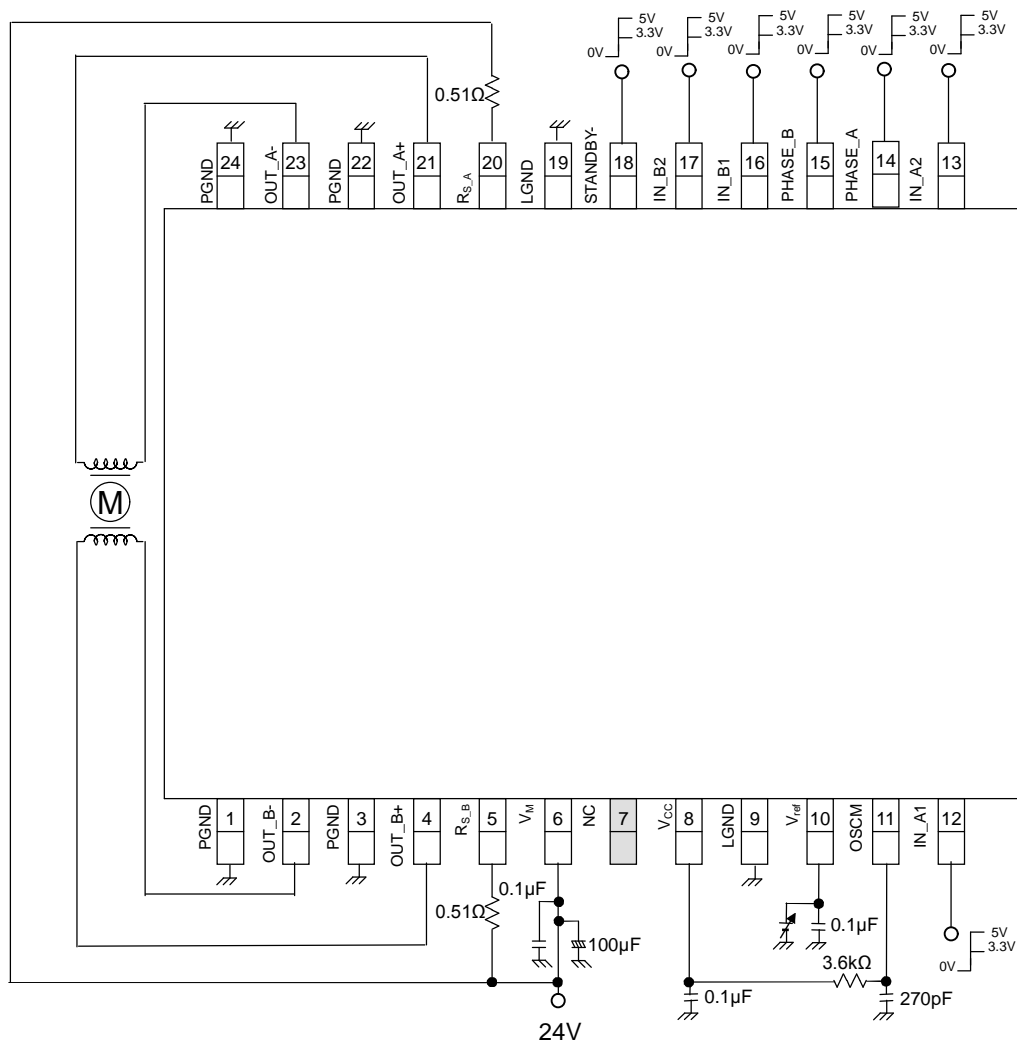 5V 5V 5V 5V 5V 5V
3.3V 3.3V 3.3V 3.3V 3.3V 3.3V
0V 0V 0V 0V 0V 0V
0.51Ω
PGND 24
OUT_A- 23
PGND 22
OUT_A+ 21
RS_A 20
LGND 19
STANDBY- 18
IN_B2 17
IN_B1 16
PHASE_B 15
PHASE_A 14
IN_A2 13
M
PGND 1
OUT_B- 2
PGND 3
OUT_B+ 4
RS_B 5
VM 6
NC 7
VCC 8
LGND 9
Vref 10
OSCM 11
IN_A1 12
0.1µF
0.51Ω
100µF
0.1µF
5V
3.3V
0V
3.6kΩ
0.1µF
270pF
24V